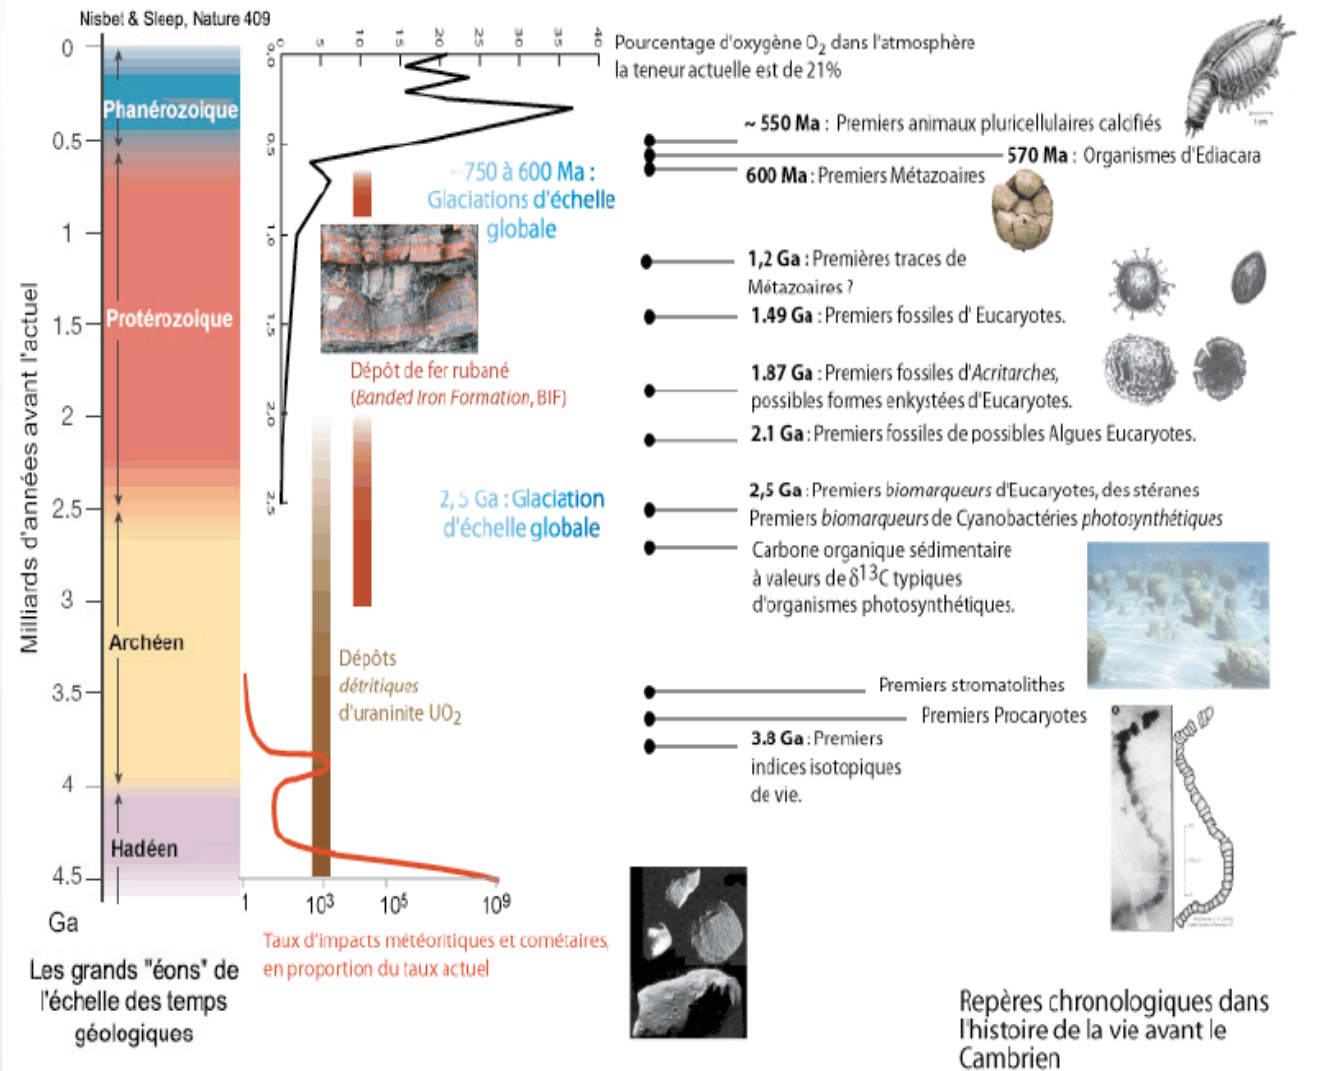 Nisbet & Sleep, Nature 409
0
0.5
1
1.5
2
2.5
3
3.5
4
4.5
Ga
Milliards d'années avant l'actuel
Phanérozoique
Protérozoique
Archéen
Hadéen
Les grands "éons" de
l'échelle des temps
géologiques
0 5 10 15 20 25 30 35 40
0,0
0,5
1,0
1,5
2,0
2,5
Pourcentage d'oxygène O2 dans l'atmosphère
la teneur actuelle est de 21%
~750 à 600 Ma :
Glaciations d'échelle
globale
Dépôt de fer rubané
(Banded Iron Formation, BIF)
2, 5 Ga : Glaciation
d'échelle globale
Dépôts
détritiques
d'uraninite UO2
1 10³ 10⁵ 10⁹
Taux d'impacts météoritiques et cométaires,
en proportion du taux actuel
~ 550 Ma : Premiers animaux pluricellulaires calcifiés
570 Ma : Organismes d'Ediacara
600 Ma : Premiers Métazoaires
1,2 Ga : Premières traces de
Métazoaires ?
1.49 Ga : Premiers fossiles d' Eucaryotes.
1.87 Ga : Premiers fossiles d'Acritarches,
possibles formes enkystées d'Eucaryotes.
2.1 Ga : Premiers fossiles de possibles Algues Eucaryotes.
2,5 Ga : Premiers biomarqueurs d'Eucaryotes, des stéranes
Premiers biomarqueurs de Cyanobactéries photosynthétiques
Carbone organique sédimentaire
à valeurs de δ13C typiques
d'organismes photosynthétiques.
Premiers stromatolithes
Premiers Procaryotes
3.8 Ga : Premiers
indices isotopiques
de vie.
1 cm
Repères chronologiques dans
l'histoire de la vie avant le
Cambrien